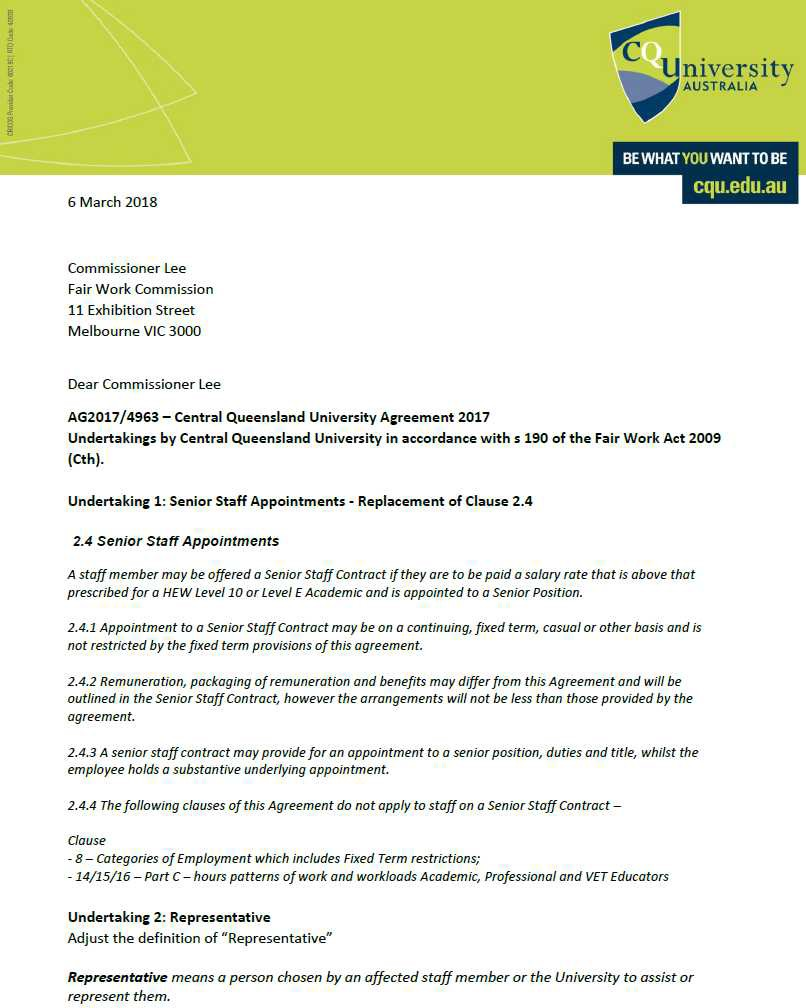 CQUniversity
AUSTRALIA
BE WHAT YOU WANT TO BE
cqu.edu.au
6 March 2018
Commissioner Lee
Fair Work Commission
11 Exhibition Street
Melbourne VIC 3000
Dear Commissioner Lee
AG2017/4963 – Central Queensland University Agreement 2017
Undertakings by Central Queensland University in accordance with s 190 of the Fair Work Act 2009
(Cth).
Undertaking 1: Senior Staff Appointments - Replacement of Clause 2.4
2.4 Senior Staff Appointments
A staff member may be offered a Senior Staff Contract if they are to be paid a salary rate that is above that
prescribed for a HEW Level 10 or Level E Academic and is appointed to a Senior Position.
2.4.1 Appointment to a Senior Staff Contract may be on a continuing, fixed term, casual or other basis and is
not restricted by the fixed term provisions of this agreement.
2.4.2 Remuneration, packaging of remuneration and benefits may differ from this Agreement and will be
outlined in the Senior Staff Contract, however the arrangements will not be less than those provided by the
agreement.
2.4.3 A senior staff contract may provide for an appointment to a senior position, duties and title, whilst the
employee holds a substantive underlying appointment.
2.4.4 The following clauses of this Agreement do not apply to staff on a Senior Staff Contract –
Clause
- 8 – Categories of Employment which includes Fixed Term restrictions;
- 14/15/16 – Part C – hours patterns of work and workloads Academic, Professional and VET Educators
Undertaking 2: Representative
Adjust the definition of “Representative”
Representative means a person chosen by an affected staff member or the University to assist or
represent them.